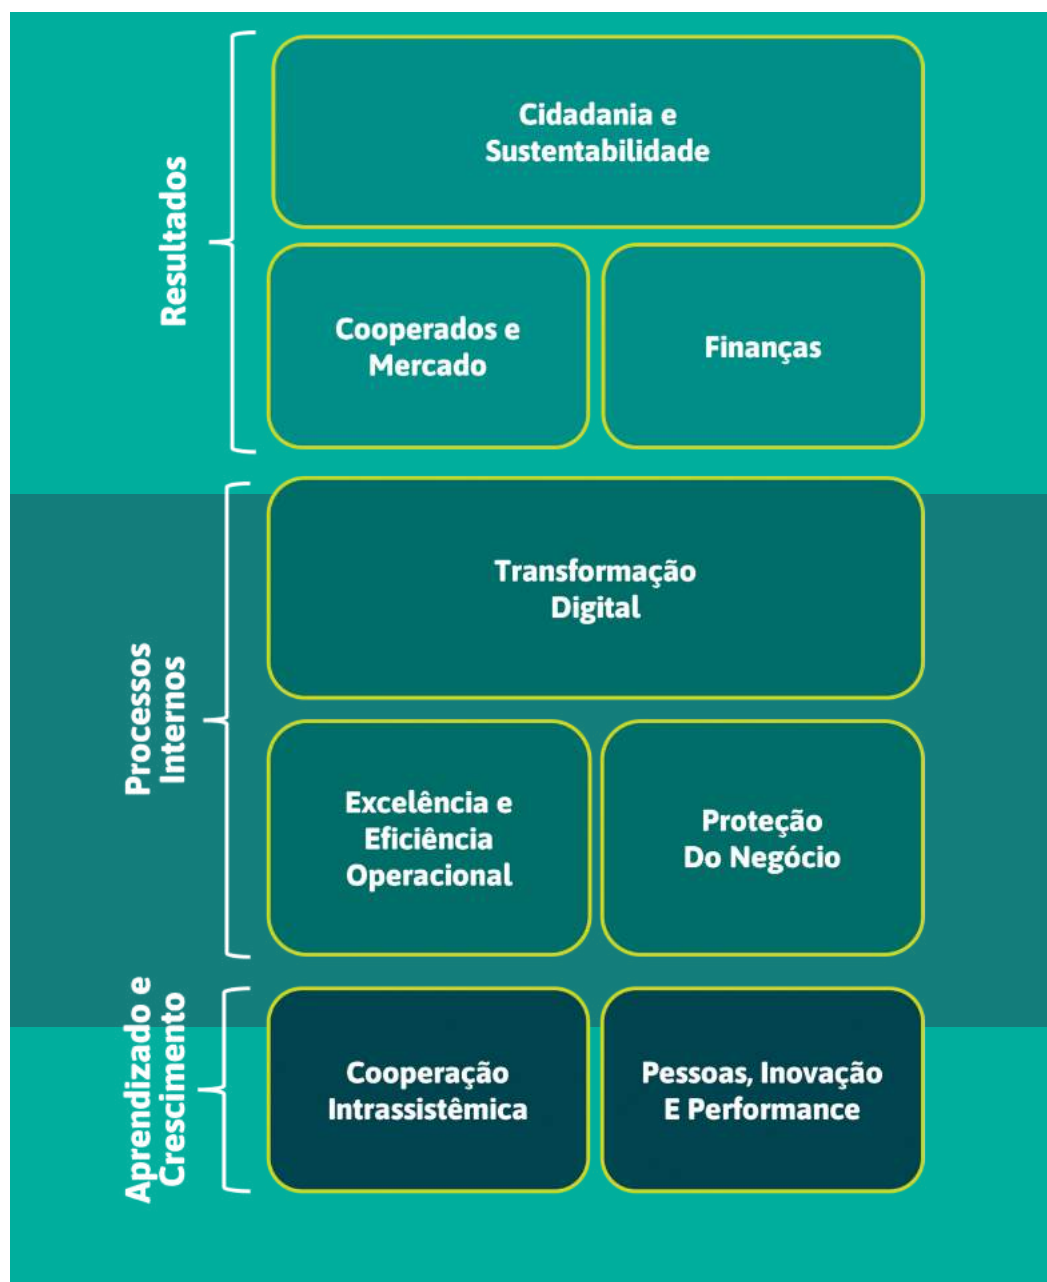 Resultados
Cidadania e
Sustentabilidade
Cooperados e
Mercado
Finanças
Processos
Internos
Transformação
Digital
Excelência e
Eficiência
Operacional
Proteção
Do Negócio
Aprendizado e
Crescimento
Cooperação
Intrassistêmica
Pessoas, Inovação
E Performance